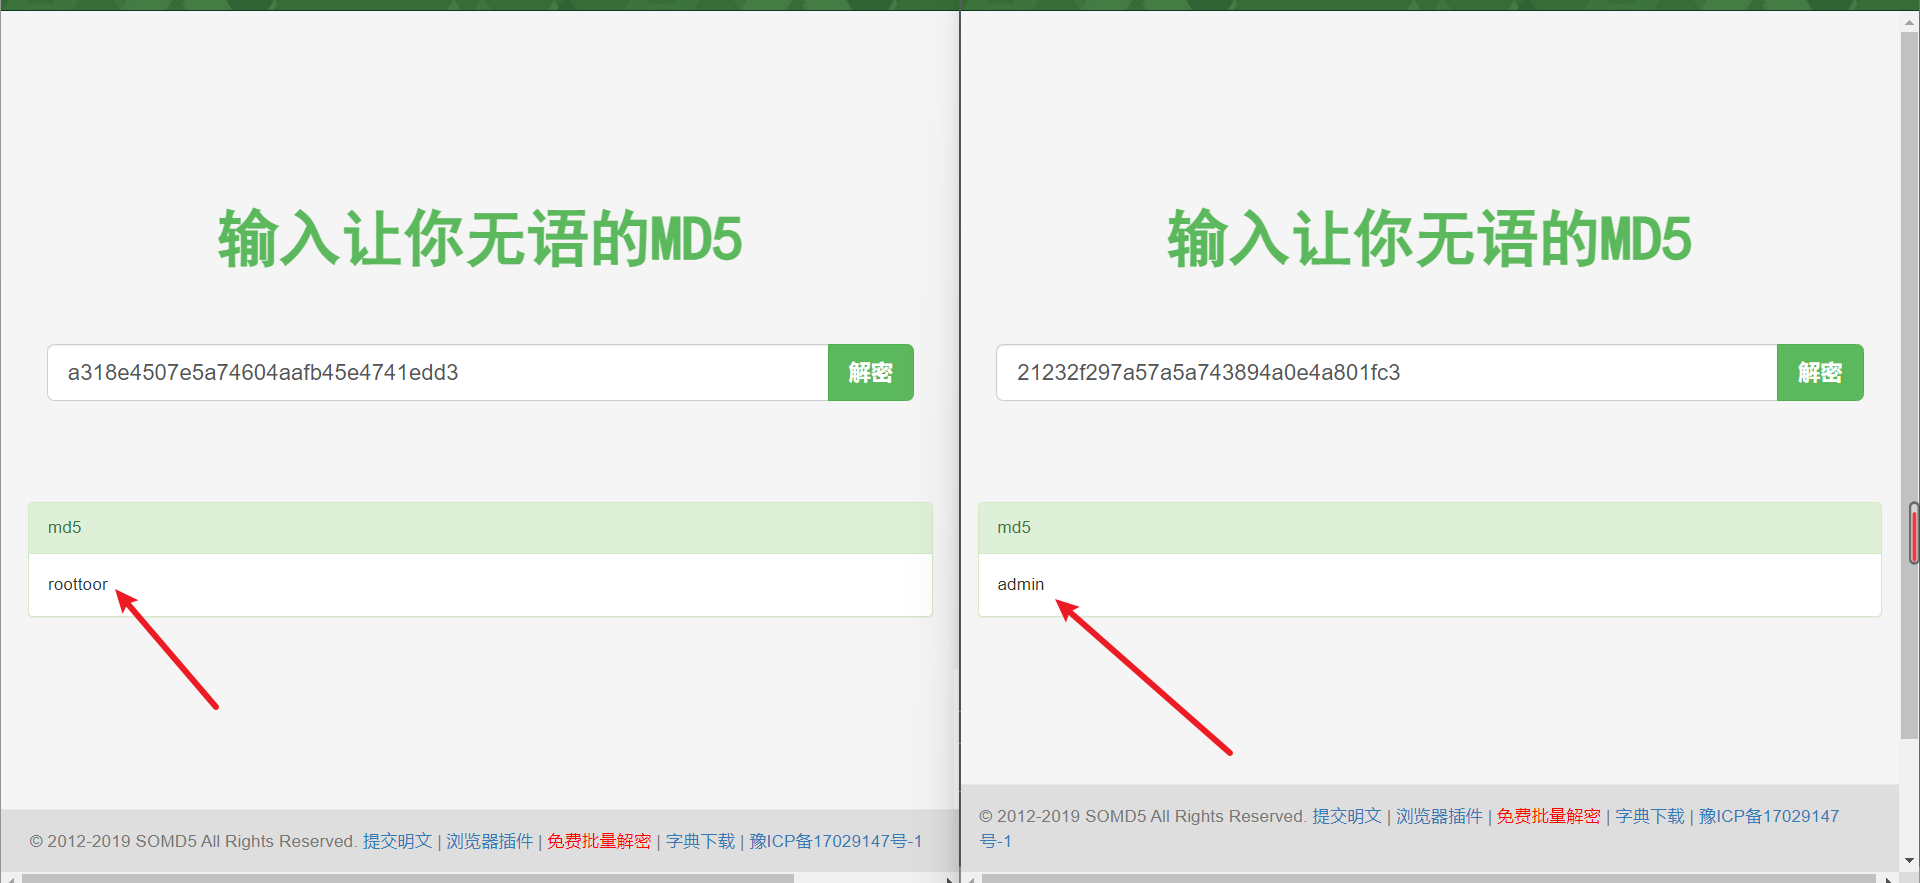 输入让你无语的MD5
a318e4507e5a74604aafb45e4741edd3
解密
md5
roottoor
© 2012-2019 SOMD5 All Rights Reserved. 提交明文 | 浏览器插件 | 免费批量解密 | 字典下载 | 豫ICP备17029147号-1
输入让你无语的MD5
21232f297a57a5a743894a0e4a801fc3
解密
md5
admin
© 2012-2019 SOMD5 All Rights Reserved. 提交明文 | 浏览器插件 | 免费批量解密 | 字典下载 | 豫ICP备17029147
号-1